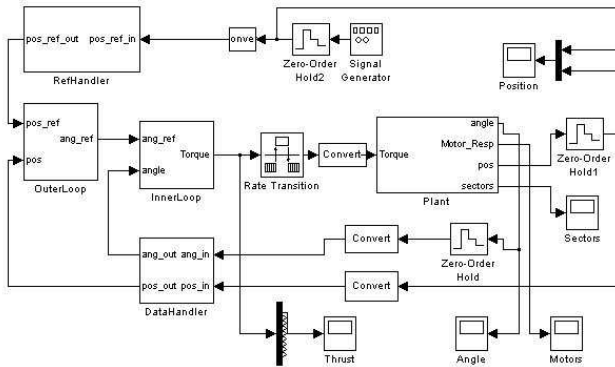 pos_ref_out pos_ref_in
RefHandler
onve
Zero-Order
Hold2
Signal
Generator
Position
pos_ref
ang_ref
pos
OuterLoop
ang_ref
Torque
angle
InnerLoop
Rate Transition
Convert
Torque
angle
Motor_Resp
pos
sectors
Plant
Zero-Order
Hold1
Sectors
ang_out ang_in
pos_out pos_in
DataHandler
Convert
Convert
Zero-Order
Hold
Thrust
Angle
Motors